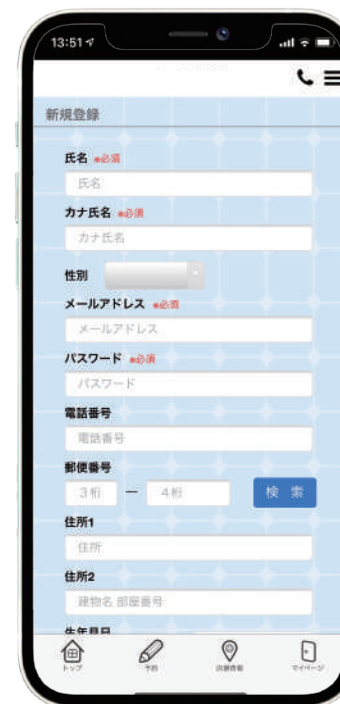 13:51
新規登録
氏名 *必須
氏名
カナ氏名 *必須
カナ氏名
性別
メールアドレス *必須
メールアドレス
パスワード *必須
パスワード
電話番号
電話番号
郵便番号
3桁 — 4桁 検 索
住所1
住所
住所2
建物名 部屋番号
生年月日
トップ 予約 店舗情報 マイページ